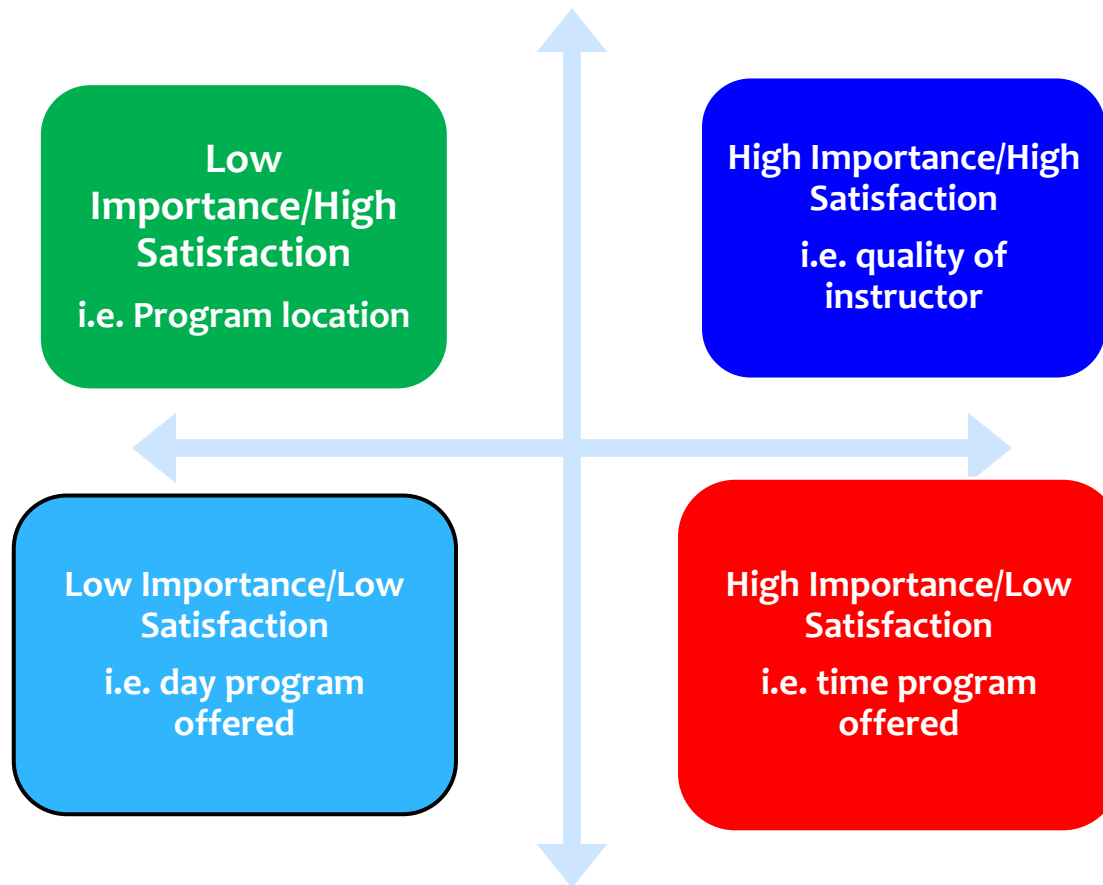 Low
Importance/High
Satisfaction
i.e. Program location
High Importance/High
Satisfaction
i.e. quality of
instructor
Low Importance/Low
Satisfaction
i.e. day program
offered
High Importance/Low
Satisfaction
i.e. time program
offered